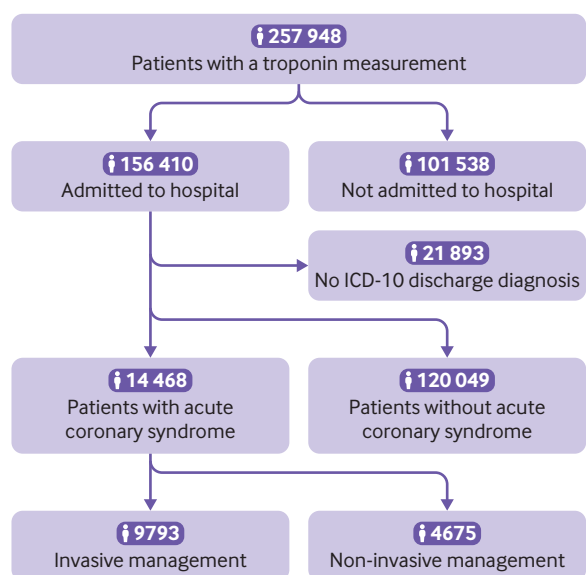 257 948
Patients with a troponin measurement
156 410
Admitted to hospital
101 538
Not admitted to hospital
21 893
No ICD-10 discharge diagnosis
14 468
Patients with acute
coronary syndrome
120 049
Patients without acute
coronary syndrome
9793
Invasive management
4675
Non-invasive management